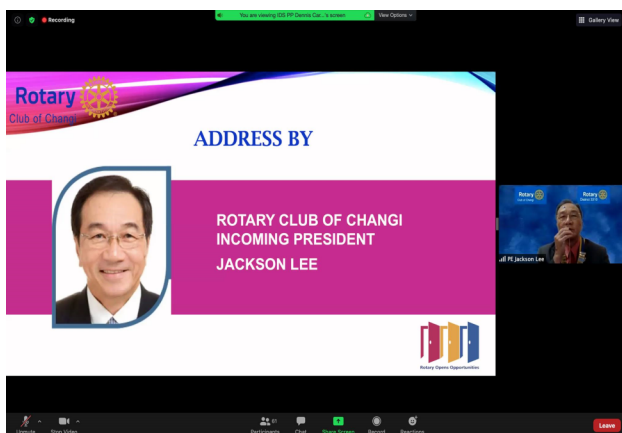 Recording
You are viewing IDS PP Dennis Car...'s screen
View Options
Gallery View
Rotary
Club of Changi
ADDRESS BY
ROTARY CLUB OF CHANGI
INCOMING PRESIDENT
JACKSON LEE
Rotary Opens Opportunities
Rotary
Rotary
PE Jackson Lee
Unmute
Stop Video
Participants
Chat
Share Screen
Record
Reactions
Leave